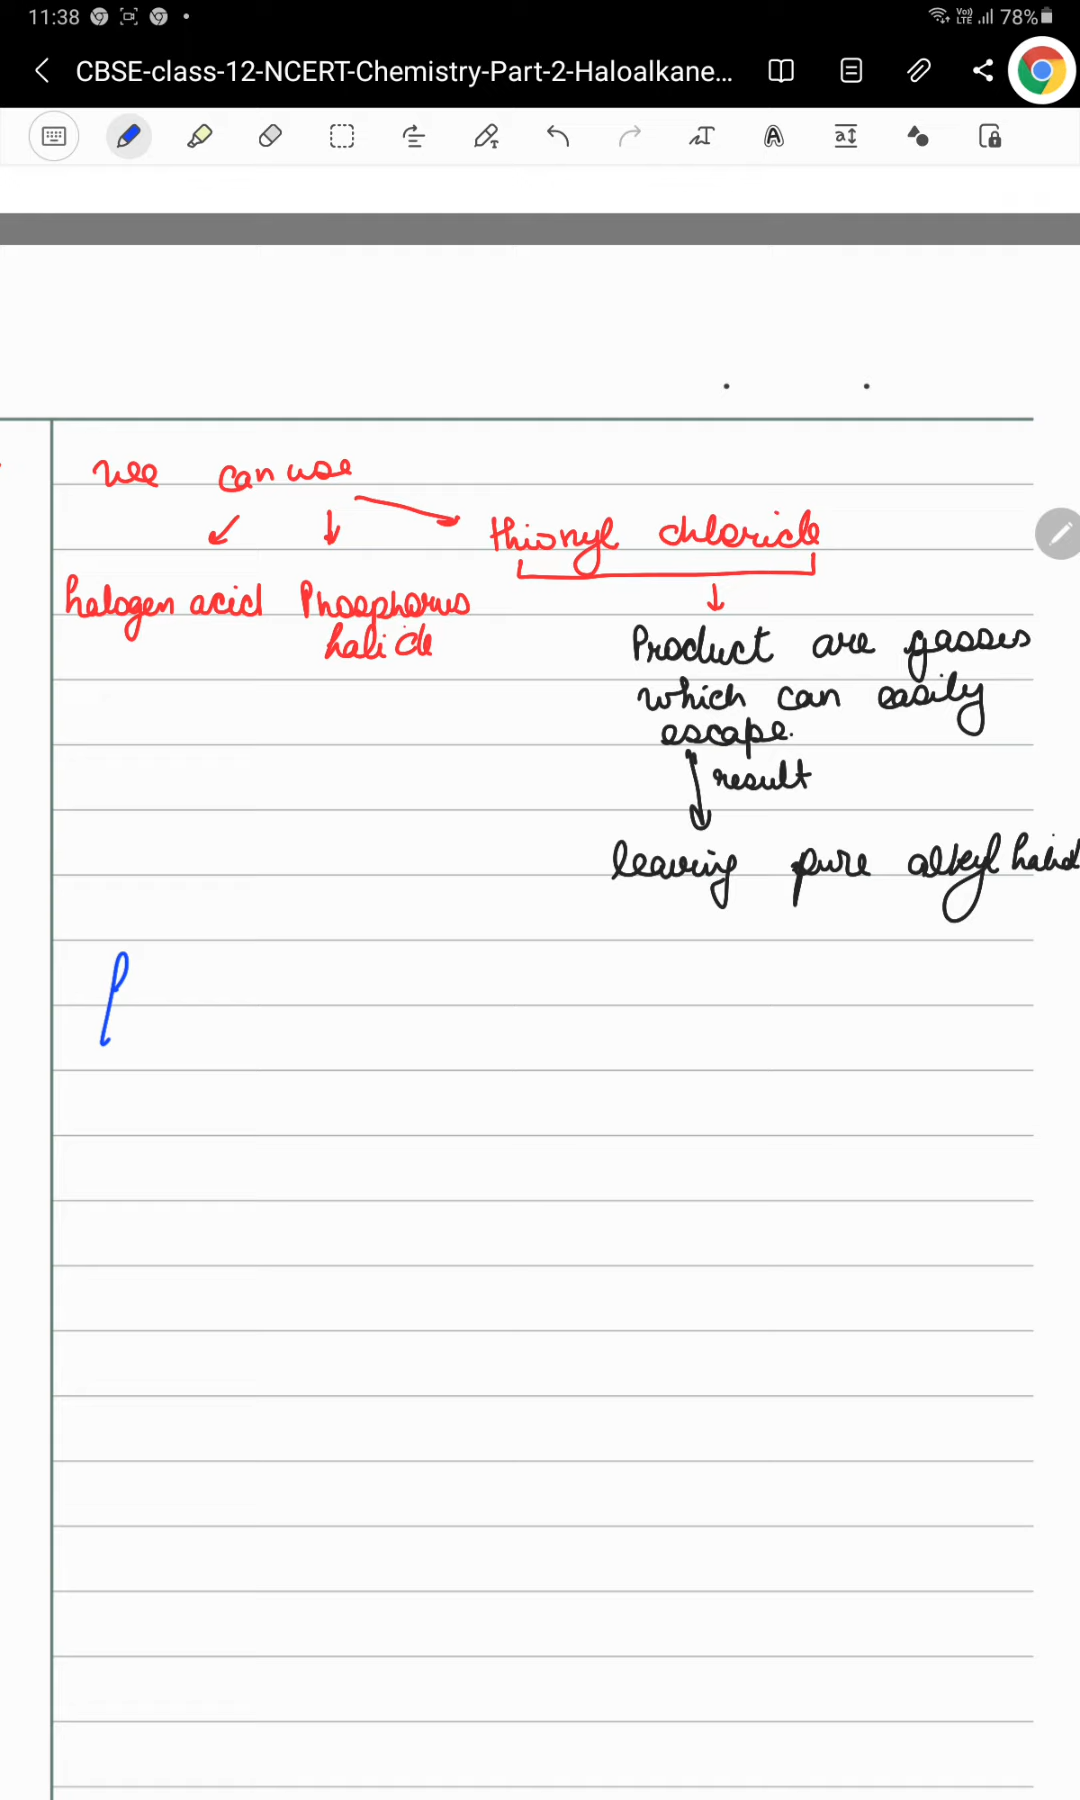 11:38 78%
CBSE-class-12-NCERT-Chemistry-Part-2-Haloalkane...
we can use
thionyl chloride
halogen acid Phosphorus
halide
Product are gasses
which can easily
escape.
result
leaving pure alkyl halid